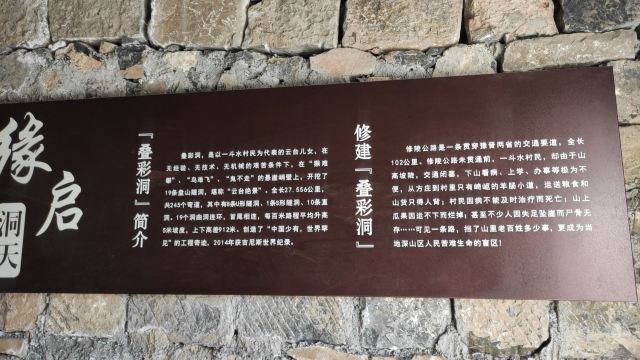 缘启
洞天
『叠彩洞』简介
叠彩洞，是以一斗水村民为代表的云台儿女，在
无经验、无技术、无机械的艰苦条件下，在“猴难
攀”、“鸟难飞”、“鬼不走”的悬崖峭壁上，开挖了
19条盘山隧洞，堪称“云台绝景”，全长27.556公里，
共245个弯道；其中有8条U形隧洞、1条S形隧洞、10条直
洞，19个洞曲洞连环，首尾相连，每百米路程平均升高
5米坡度，上下高差912米。创造了“中国少有，世界罕
见”的工程奇迹，2014年获吉尼斯世界纪录。
修建『叠彩洞』
修陵公路是一条贯穿豫晋两省的交通要道，全长
102公里。修陵公路未贯通前，一斗水村民，却由于山
高坡陡，交通闭塞，下山看病、上学、办事等极为不
便，从方庄到村里只有崎岖的羊肠小道，运送粮食和
山货只得人背；村民因病不能及时治疗而死亡；山上
瓜果因运不下而烂掉；甚至不少人因失足坠崖而尸骨无
存……可见一条路，挡了山里老百姓多少事，更成为当
地深山区人民苦难生命的盲区！